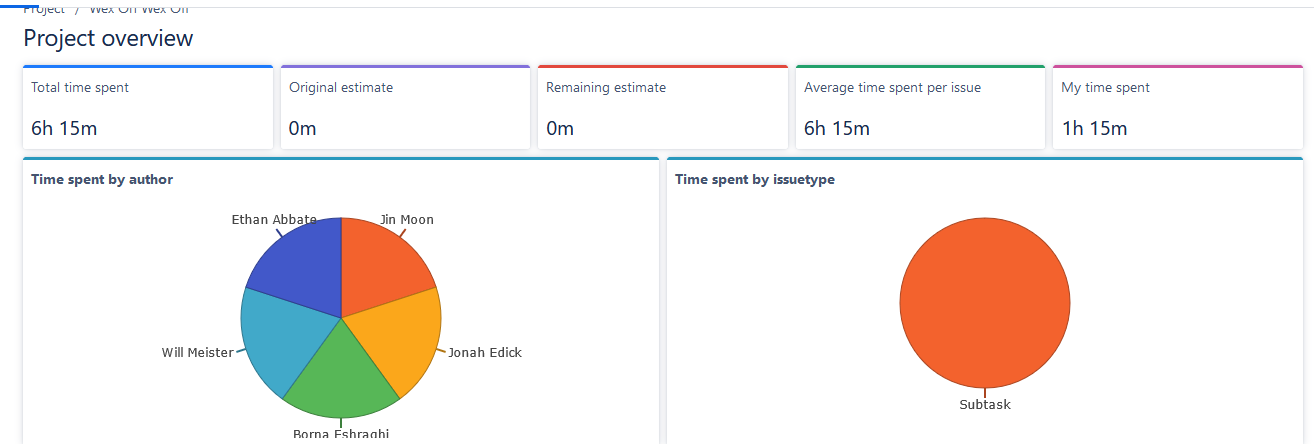 Project / Wex On Wex Off
Project overview
Total time spent
6h 15m
Original estimate
0m
Remaining estimate
0m
Average time spent per issue
6h 15m
My time spent
1h 15m
Time spent by author
Ethan Abbate
Jin Moon
Will Meister
Jonah Edick
Borna Eshraghi
Time spent by issuetype
Subtask